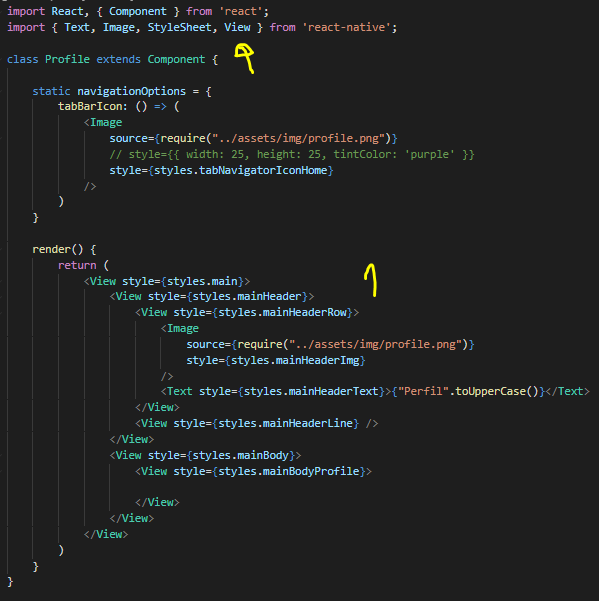 import React, { Component } from 'react';
import { Text, Image, StyleSheet, View } from 'react-native';
class Profile extends Component {
static navigationOptions = {
tabBarIcon: () => (
<Image
source={require("../assets/img/profile.png")}
// style={{ width: 25, height: 25, tintColor: 'purple' }}
style={styles.tabNavigatorIconHome}
/>
)
}
render() {
return (
<View style={styles.main}>
<View style={styles.mainHeader}>
<View style={styles.mainHeaderRow}>
<Image
source={require("../assets/img/profile.png")}
style={styles.mainHeaderImg}
/>
<Text style={styles.mainHeaderText}>{"Perfil".toUpperCase()}</Text>
</View>
<View style={styles.mainHeaderLine} />
</View>
<View style={styles.mainBody}>
<View style={styles.mainBodyProfile}>
</View>
</View>
</View>
)
}
}